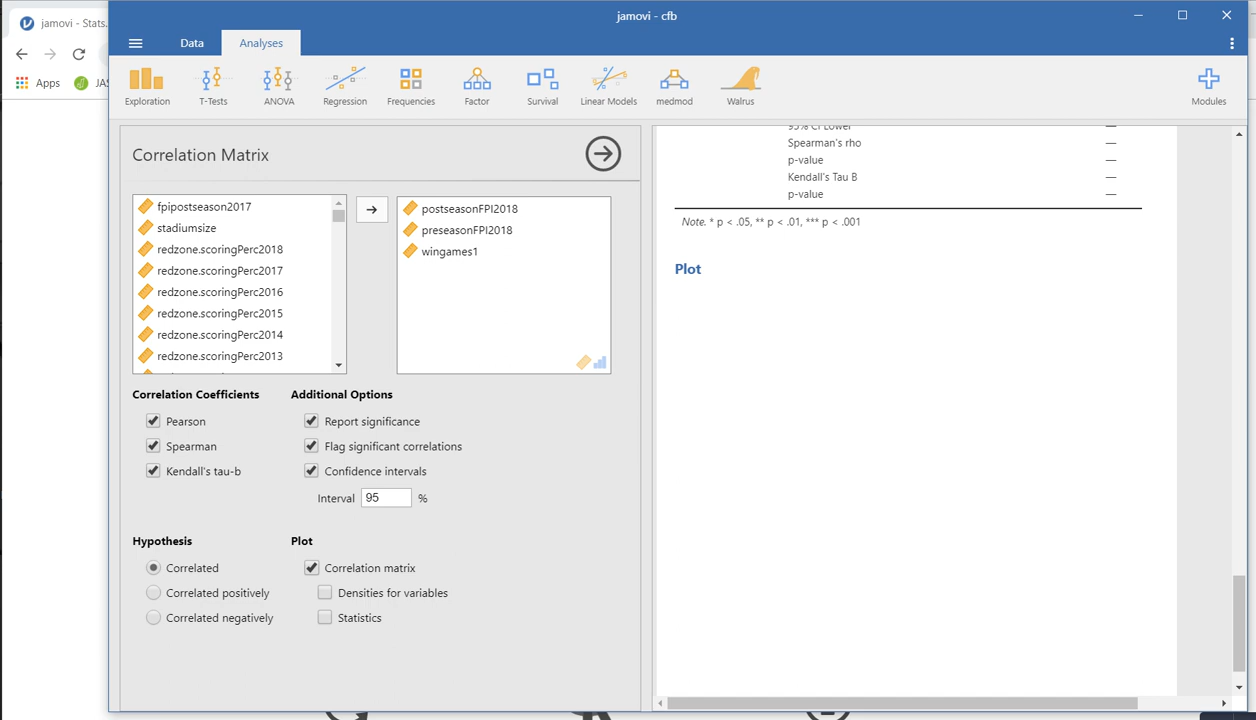 jamovi - Stats.
jamovi - cfb
Data
Analyses
Apps
JAS
Exploration
T-Tests
ANOVA
Regression
Frequencies
Factor
Survival
Linear Models
medmod
Walrus
Modules
Correlation Matrix
fpipostseason2017
stadiumsize
redzone.scoringPerc2018
redzone.scoringPerc2017
redzone.scoringPerc2016
redzone.scoringPerc2015
redzone.scoringPerc2014
redzone.scoringPerc2013
postseasonFPI2018
preseasonFPI2018
wingames1
Correlation Coefficients
Pearson
Spearman
Kendall's tau-b
Additional Options
Report significance
Flag significant correlations
Confidence intervals
Interval 95 %
Hypothesis
Correlated
Correlated positively
Correlated negatively
Plot
Correlation matrix
Densities for variables
Statistics
95% CI Lower —
Spearman's rho —
p-value —
Kendall's Tau B —
p-value —
Note. * p < .05, ** p < .01, *** p < .001
Plot